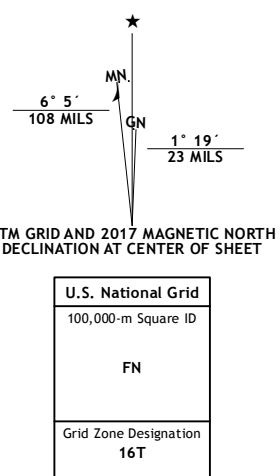 ★
MN.
GN
6° 5´
108 MILS
1° 19´
23 MILS
TM GRID AND 2017 MAGNETIC NORTH
DECLINATION AT CENTER OF SHEET
U.S. National Grid
100,000-m Square ID
FN
Grid Zone Designation
16T